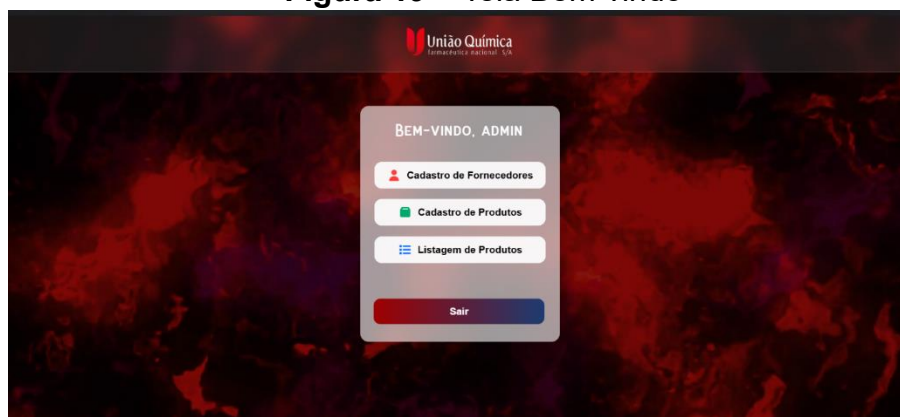 União Química
farmacêutica nacional S/A
BEM-VINDO, ADMIN
Cadastro de Fornecedores
Cadastro de Produtos
Listagem de Produtos
Sair